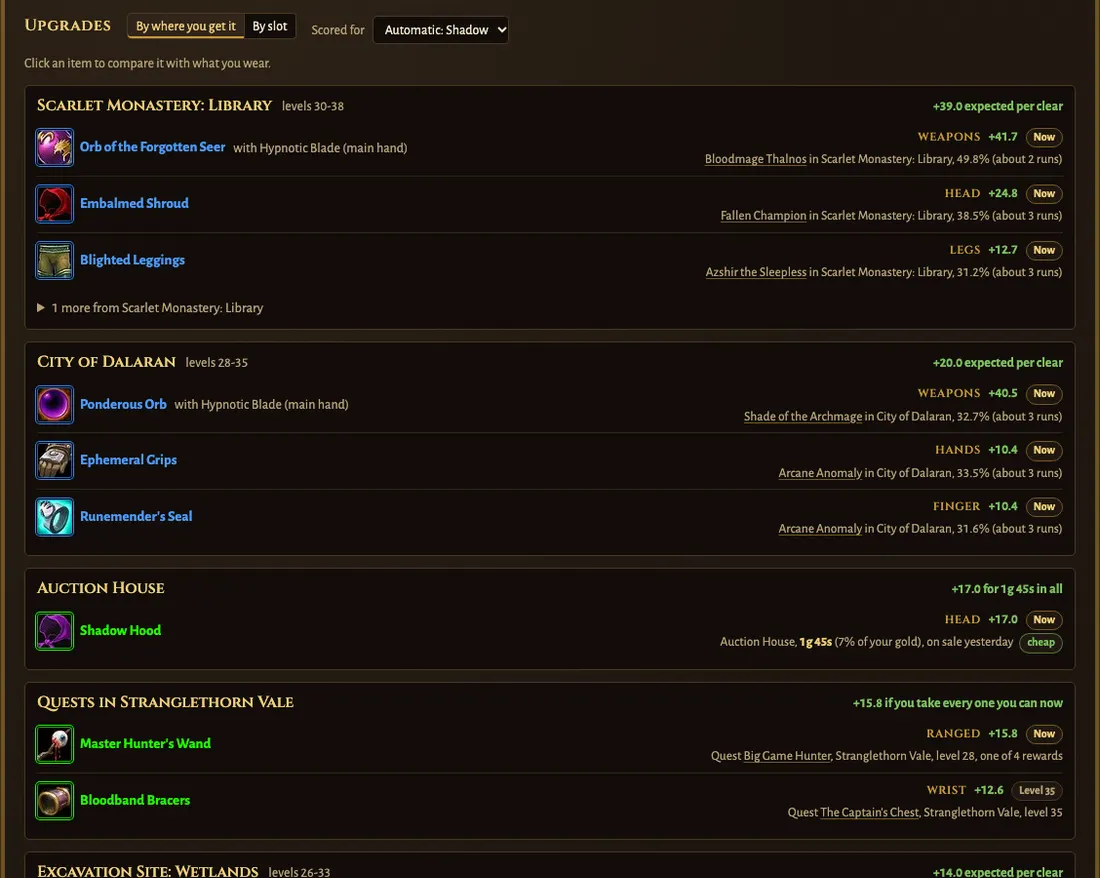 Upgrades By where you get it By slot Scored for Automatic: Shadow
Click an item to compare it with what you wear.
Scarlet Monastery: Library levels 30-38 +39.0 expected per clear
Orb of the Forgotten Seer with Hypnotic Blade (main hand) WEAPONS +41.7 Now
Bloodmage Thalnos in Scarlet Monastery: Library, 49.8% (about 2 runs)
Embalmed Shroud HEAD +24.8 Now
Fallen Champion in Scarlet Monastery: Library, 38.5% (about 3 runs)
Blighted Leggings LEGS +12.7 Now
Azshir the Sleepless in Scarlet Monastery: Library, 31.2% (about 3 runs)
▶ 1 more from Scarlet Monastery: Library
City of Dalaran levels 28-35 +20.0 expected per clear
Ponderous Orb with Hypnotic Blade (main hand) WEAPONS +40.5 Now
Shade of the Archmage in City of Dalaran, 32.7% (about 3 runs)
Ephemeral Grips HANDS +10.4 Now
Arcane Anomaly in City of Dalaran, 33.5% (about 3 runs)
Runemender's Seal FINGER +10.4 Now
Arcane Anomaly in City of Dalaran, 31.6% (about 3 runs)
Auction House +17.0 for 1g 45s in all
Shadow Hood HEAD +17.0 Now
Auction House, 1g 45s (7% of your gold), on sale yesterday cheap
Quests in Stranglethorn Vale +15.8 if you take every one you can now
Master Hunter's Wand RANGED +15.8 Now
Quest Big Game Hunter, Stranglethorn Vale, level 28, one of 4 rewards
Bloodband Bracers WRIST +12.6 Level 35
Quest The Captain's Chest, Stranglethorn Vale, level 35
Excavation Site: Wetlands levels 26-33 +14.0 expected per clear